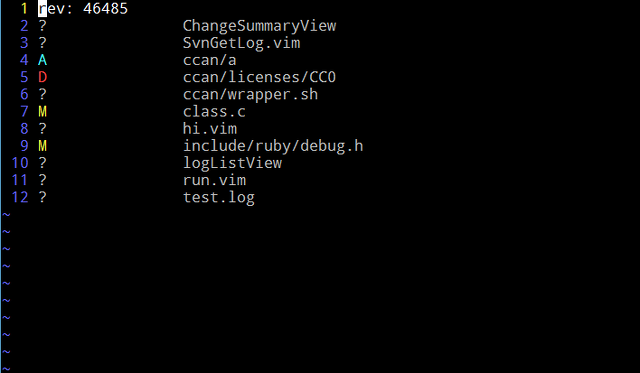 1 rev: 46485
2 ? ChangeSummaryView
3 ? SvnGetLog.vim
4 A ccan/a
5 D ccan/licenses/CC0
6 ? ccan/wrapper.sh
7 M class.c
8 ? hi.vim
9 M include/ruby/debug.h
10 ? logListView
11 ? run.vim
12 ? test.log
~
~
~
~
~
~
~
~
~
~